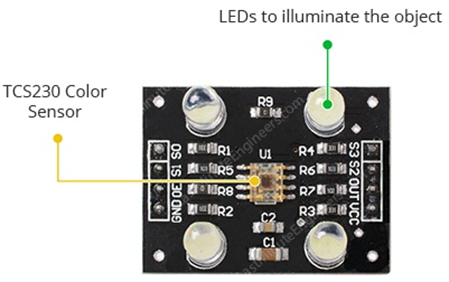 LEDs to illuminate the object
TCS230 Color
Sensor
R9
S0
S1
OE
GND
R1
R5
R8
R2
U1
R4
R6
R7
R3
S3
S2
OUT
VCC
C2
C1